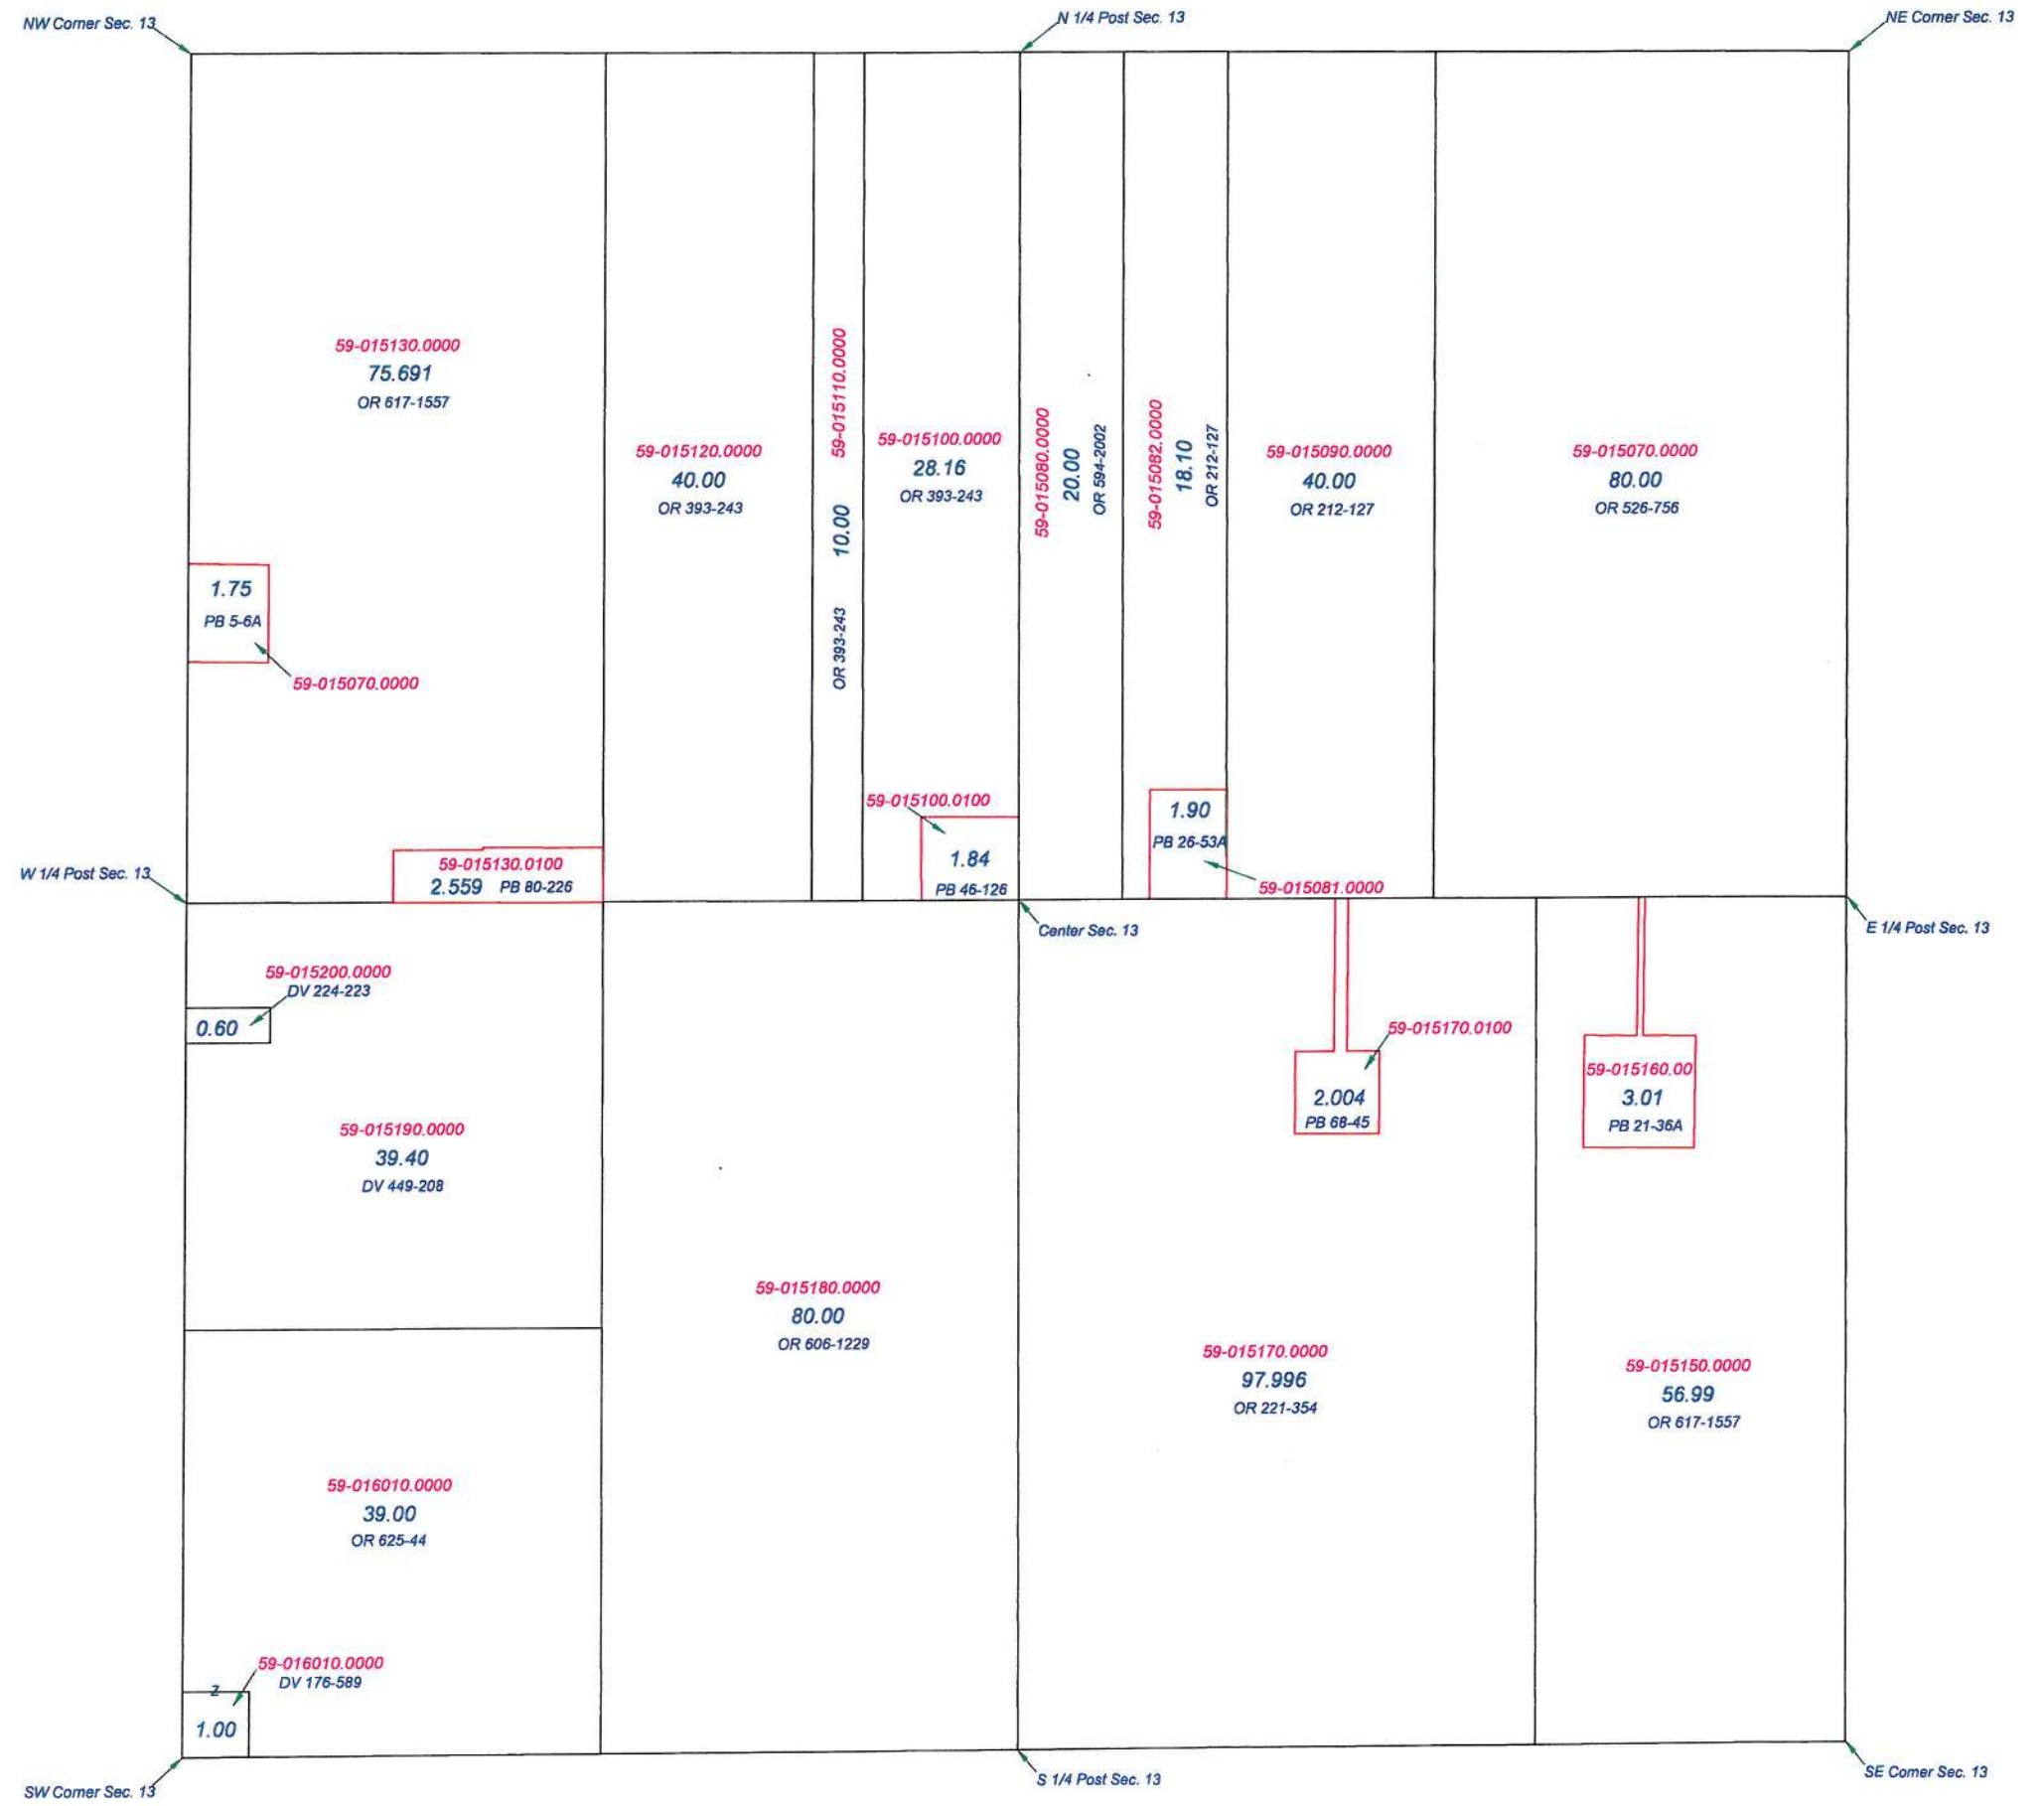 NW Corner Sec. 13
N 1/4 Post Sec. 13
NE Corner Sec. 13
59-015130.0000
75.691
OR 617-1557
59-015120.0000
40.00
OR 393-243
59-015110.0000
10.00
OR 393-243
59-015100.0000
28.16
OR 393-243
59-015080.0000
20.00
OR 594-2002
59-015082.0000
18.10
OR 212-127
59-015090.0000
40.00
OR 212-127
59-015070.0000
80.00
OR 526-756
1.75
PB 5-6A
59-015070.0000
59-015100.0100
1.84
PB 46-126
1.90
PB 26-53A
59-015081.0000
59-015130.0100
2.559 PB 80-226
W 1/4 Post Sec. 13
Center Sec. 13
E 1/4 Post Sec. 13
59-015200.0000
DV 224-223
0.60
59-015170.0100
2.004
PB 68-45
59-015160.00
3.01
PB 21-36A
59-015190.0000
39.40
DV 449-208
59-015180.0000
80.00
OR 606-1229
59-015170.0000
97.996
OR 221-354
59-015150.0000
56.99
OR 617-1557
59-016010.0000
39.00
OR 625-44
59-016010.0000
DV 176-589
Z
1.00
SW Corner Sec. 13
S 1/4 Post Sec. 13
SE Corner Sec. 13